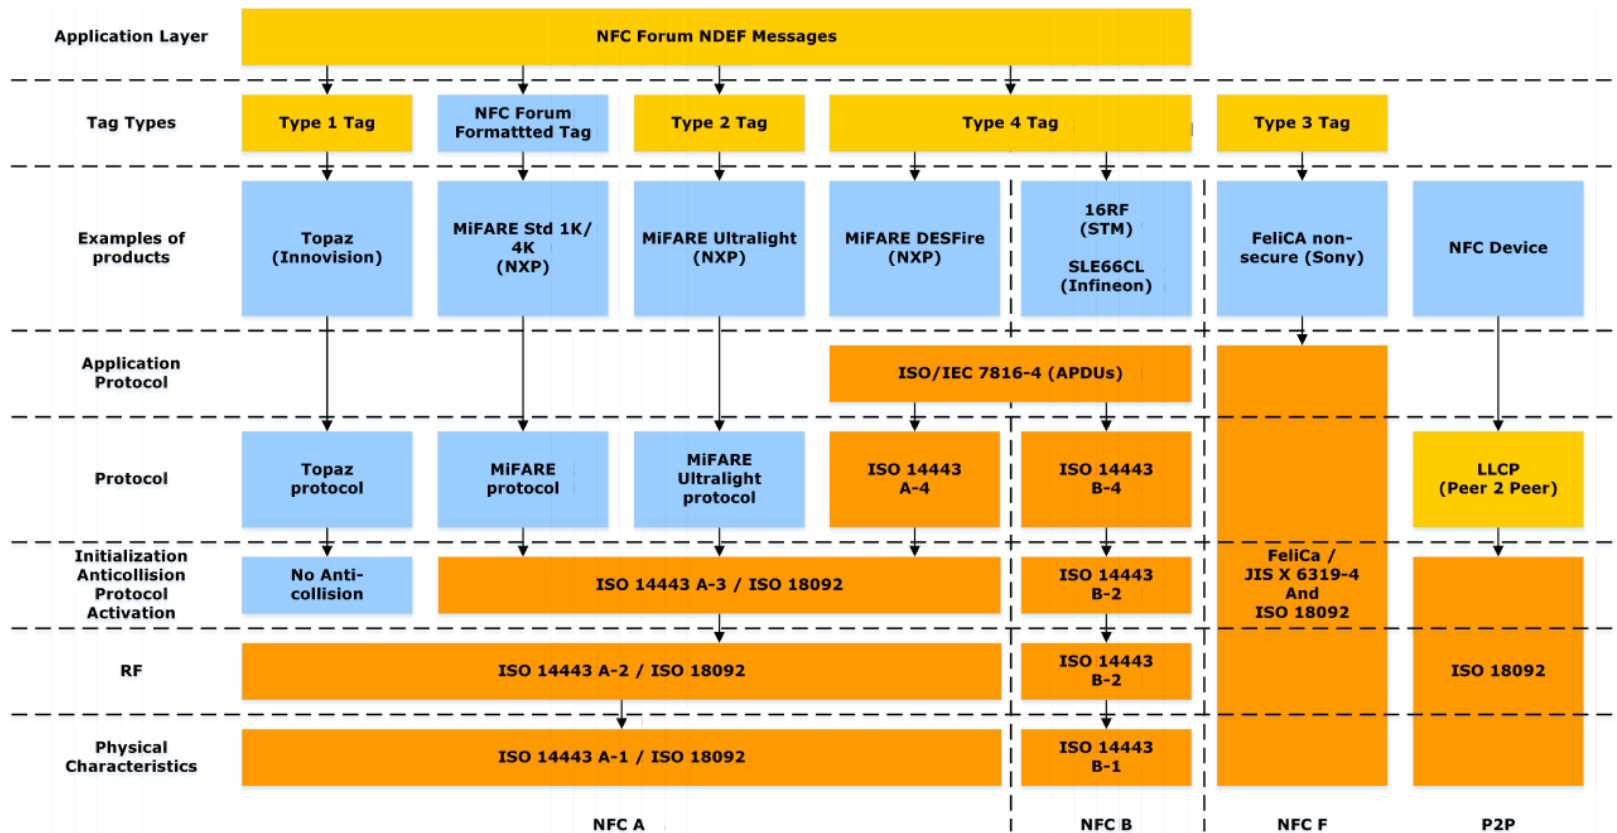 Application Layer
NFC Forum NDEF Messages
Tag Types
Type 1 Tag
NFC Forum
Formattted Tag
Type 2 Tag
Type 4 Tag
Type 3 Tag
Examples of
products
Topaz
(Innovision)
MiFARE Std 1K/
4K
(NXP)
MiFARE Ultralight
(NXP)
MiFARE DESFire
(NXP)
16RF
(STM)
SLE66CL
(Infineon)
FeliCA non-
secure (Sony)
NFC Device
Application
Protocol
ISO/IEC 7816-4 (APDUs)
Protocol
Topaz
protocol
MiFARE
protocol
MiFARE
Ultralight
protocol
ISO 14443
A-4
ISO 14443
B-4
LLCP
(Peer 2 Peer)
Initialization
Anticollision
Protocol
Activation
No Anti-
collision
ISO 14443 A-3 / ISO 18092
ISO 14443
B-2
FeliCa /
JIS X 6319-4
And
ISO 18092
RF
ISO 14443 A-2 / ISO 18092
ISO 14443
B-2
ISO 18092
Physical
Characteristics
ISO 14443 A-1 / ISO 18092
ISO 14443
B-1
NFC A
NFC B
NFC F
P2P